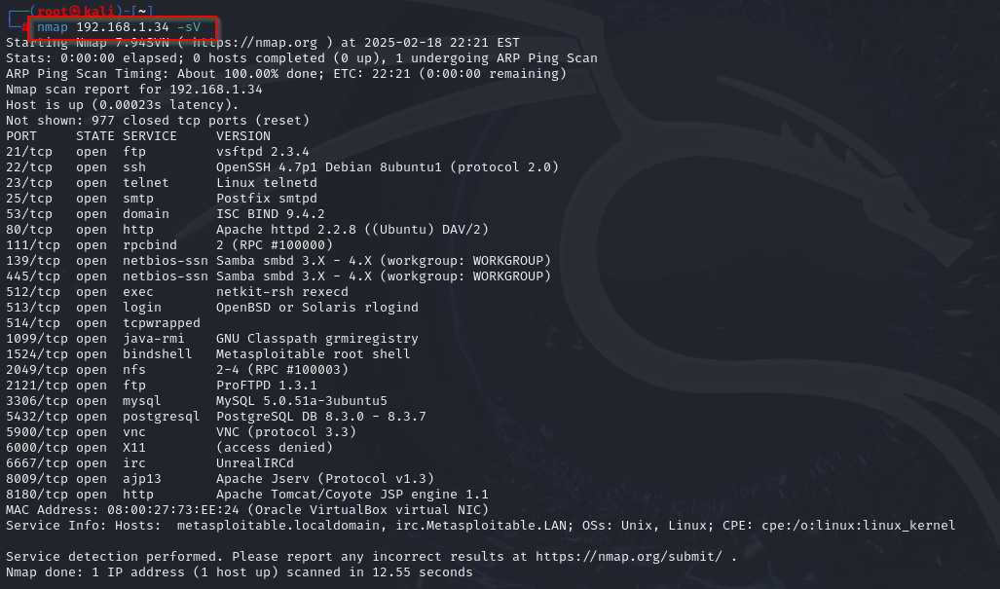 ┌──(root㉿kali)-[~]
└─# nmap 192.168.1.34 -sV
Starting Nmap 7.94SVN ( https://nmap.org ) at 2025-02-18 22:21 EST
Stats: 0:00:00 elapsed; 0 hosts completed (0 up), 1 undergoing ARP Ping Scan
ARP Ping Scan Timing: About 100.00% done; ETC: 22:21 (0:00:00 remaining)
Nmap scan report for 192.168.1.34
Host is up (0.00023s latency).
Not shown: 977 closed tcp ports (reset)
PORT     STATE SERVICE     VERSION
21/tcp   open  ftp         vsftpd 2.3.4
22/tcp   open  ssh         OpenSSH 4.7p1 Debian 8ubuntu1 (protocol 2.0)
23/tcp   open  telnet      Linux telnetd
25/tcp   open  smtp        Postfix smtpd
53/tcp   open  domain      ISC BIND 9.4.2
80/tcp   open  http        Apache httpd 2.2.8 ((Ubuntu) DAV/2)
111/tcp  open  rpcbind     2 (RPC #100000)
139/tcp  open  netbios-ssn Samba smbd 3.X - 4.X (workgroup: WORKGROUP)
445/tcp  open  netbios-ssn Samba smbd 3.X - 4.X (workgroup: WORKGROUP)
512/tcp  open  exec        netkit-rsh rexecd
513/tcp  open  login       OpenBSD or Solaris rlogind
514/tcp  open  tcpwrapped
1099/tcp open  java-rmi    GNU Classpath grmiregistry
1524/tcp open  bindshell   Metasploitable root shell
2049/tcp open  nfs         2-4 (RPC #100003)
2121/tcp open  ftp         ProFTPD 1.3.1
3306/tcp open  mysql       MySQL 5.0.51a-3ubuntu5
5432/tcp open  postgresql  PostgreSQL DB 8.3.0 - 8.3.7
5900/tcp open  vnc         VNC (protocol 3.3)
6000/tcp open  X11         (access denied)
6667/tcp open  irc         UnrealIRCd
8009/tcp open  ajp13       Apache Jserv (Protocol v1.3)
8180/tcp open  http        Apache Tomcat/Coyote JSP engine 1.1
MAC Address: 08:00:27:73:EE:24 (Oracle VirtualBox virtual NIC)
Service Info: Hosts:  metasploitable.localdomain, irc.Metasploitable.LAN; OSs: Unix, Linux; CPE: cpe:/o:linux:linux_kernel

Service detection performed. Please report any incorrect results at https://nmap.org/submit/ .
Nmap done: 1 IP address (1 host up) scanned in 12.55 seconds